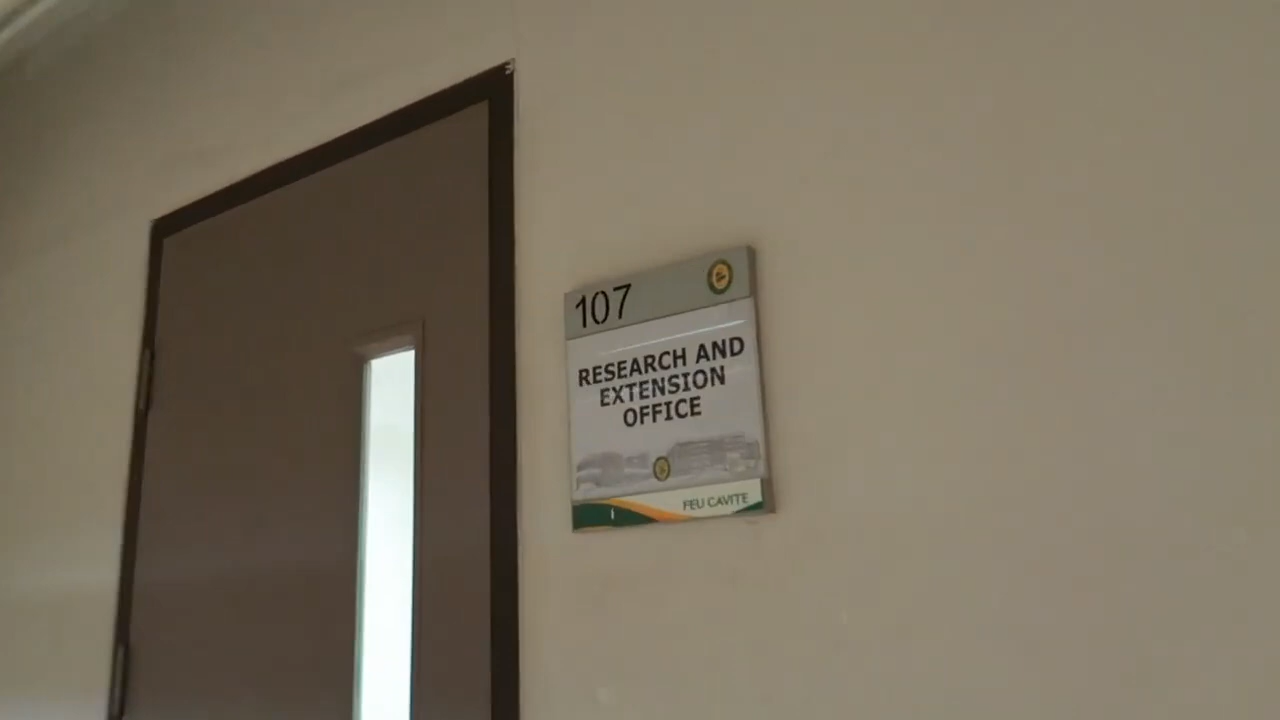 107
RESEARCH AND
EXTENSION
OFFICE
FEU CAVITE